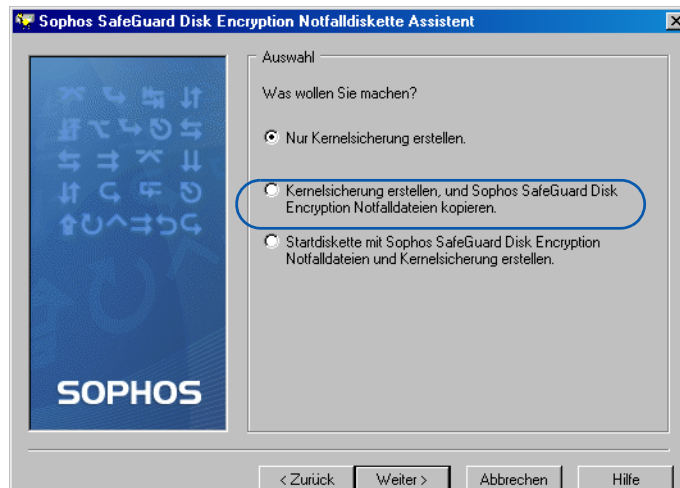 Sophos SafeGuard Disk Encryption Notfalldiskette Assistent
Auswahl
Was wollen Sie machen?
Nur Kernelsicherung erstellen.
Kernelsicherung erstellen, und Sophos SafeGuard Disk
Encryption Notfalldateien kopieren.
Startdiskette mit Sophos SafeGuard Disk Encryption
Notfalldateien und Kernelsicherung erstellen.
SOPHOS
< Zurück
Weiter >
Abbrechen
Hilfe